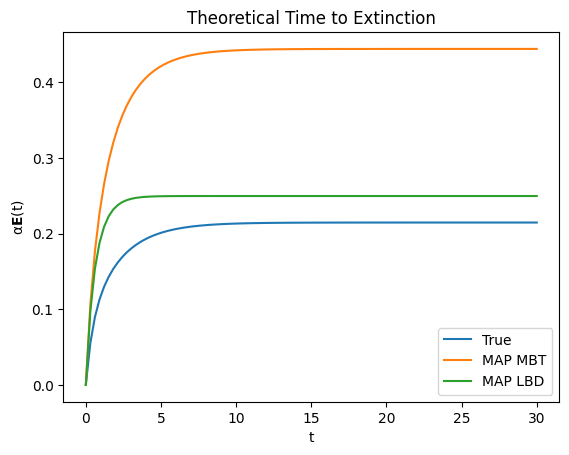 Theoretical Time to Extinction
αE(t)
0.4
0.3
0.2
0.1
0.0
0 5 10 15 20 25 30
t
True
MAP MBT
MAP LBD